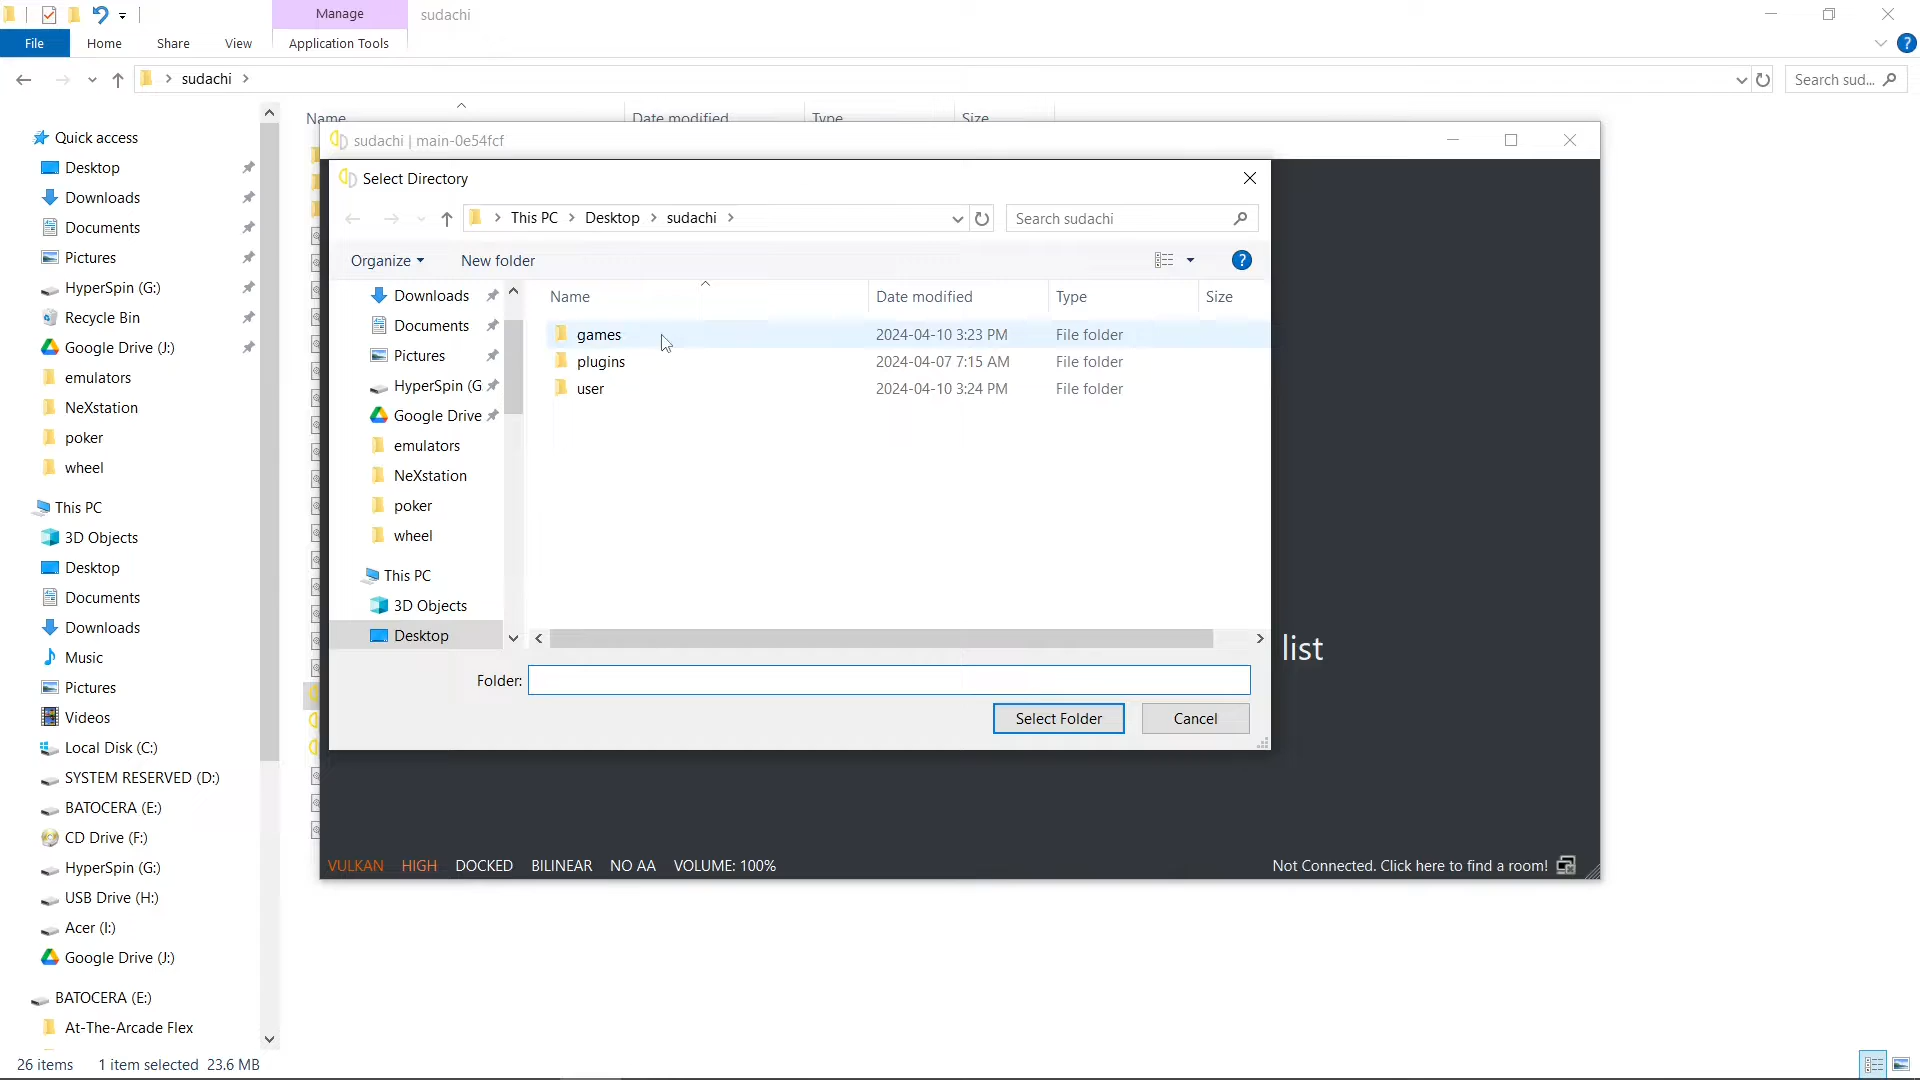 Manage
sudachi
File
Home
Share
View
Application Tools
sudachi
Search sud...
Name
Date modified
Type
Size
Quick access
Desktop
Downloads
Documents
Pictures
HyperSpin (G:)
Recycle Bin
Google Drive (J:)
emulators
NeXstation
poker
wheel
This PC
3D Objects
Desktop
Documents
Downloads
Music
Pictures
Videos
Local Disk (C:)
SYSTEM RESERVED (D:)
BATOCERA (E:)
CD Drive (F:)
HyperSpin (G:)
USB Drive (H:)
Acer (I:)
Google Drive (J:)
BATOCERA (E:)
At-The-Arcade Flex
sudachi | main-0e54fcf
Select Directory
This PC > Desktop > sudachi >
Search sudachi
Organize
New folder
Downloads
Documents
Pictures
HyperSpin (G
Google Drive
emulators
NeXstation
poker
wheel
This PC
3D Objects
Desktop
Name
Date modified
Type
Size
games 2024-04-10 3:23 PM File folder
plugins 2024-04-07 7:15 AM File folder
user 2024-04-10 3:24 PM File folder
Folder:
Select Folder
Cancel
list
VULKAN HIGH DOCKED BILINEAR NO AA VOLUME: 100%
Not Connected. Click here to find a room!
26 items 1 item selected 23.6 MB